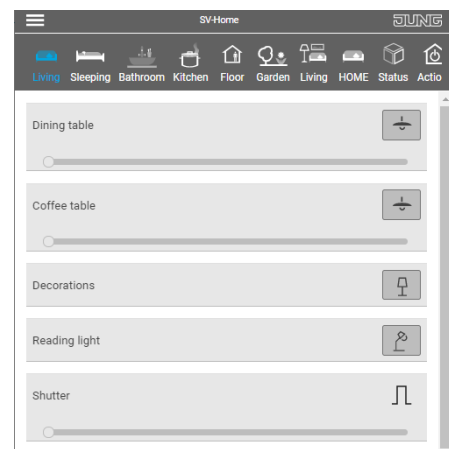 SV-Home
JUNG
Living Sleeping Bathroom Kitchen Floor Garden Living HOME Status Actio
Dining table
Coffee table
Decorations
Reading light
Shutter